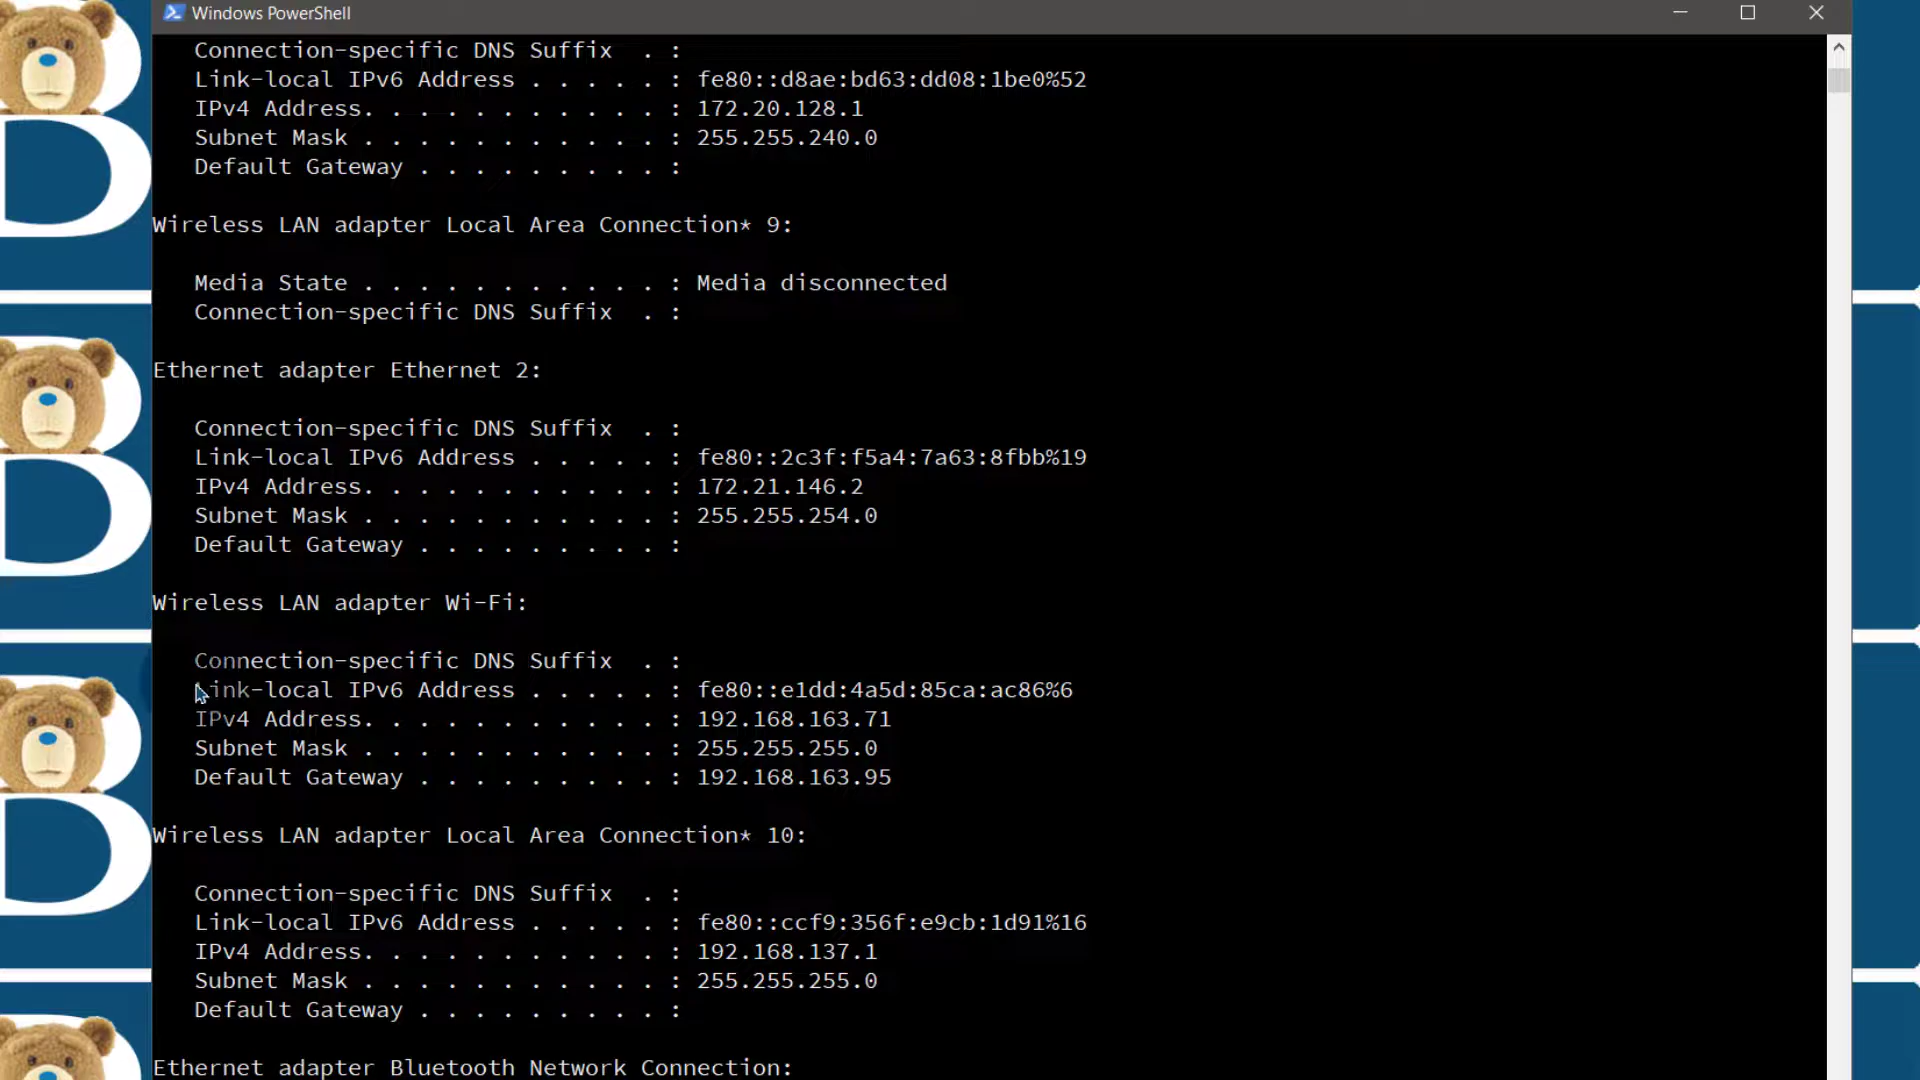 Windows PowerShell
Connection-specific DNS Suffix  . :
Link-local IPv6 Address . . . . . : fe80::d8ae:bd63:dd08:1be0%52
IPv4 Address. . . . . . . . . . . : 172.20.128.1
Subnet Mask . . . . . . . . . . . : 255.255.240.0
Default Gateway . . . . . . . . . :
Wireless LAN adapter Local Area Connection* 9:
Media State . . . . . . . . . . . : Media disconnected
Connection-specific DNS Suffix  . :
Ethernet adapter Ethernet 2:
Connection-specific DNS Suffix  . :
Link-local IPv6 Address . . . . . : fe80::2c3f:f5a4:7a63:8fbb%19
IPv4 Address. . . . . . . . . . . : 172.21.146.2
Subnet Mask . . . . . . . . . . . : 255.255.254.0
Default Gateway . . . . . . . . . :
Wireless LAN adapter Wi-Fi:
Connection-specific DNS Suffix  . :
Link-local IPv6 Address . . . . . : fe80::e1dd:4a5d:85ca:ac86%6
IPv4 Address. . . . . . . . . . . : 192.168.163.71
Subnet Mask . . . . . . . . . . . : 255.255.255.0
Default Gateway . . . . . . . . . : 192.168.163.95
Wireless LAN adapter Local Area Connection* 10:
Connection-specific DNS Suffix  . :
Link-local IPv6 Address . . . . . : fe80::ccf9:356f:e9cb:1d91%16
IPv4 Address. . . . . . . . . . . : 192.168.137.1
Subnet Mask . . . . . . . . . . . : 255.255.255.0
Default Gateway . . . . . . . . . :
Ethernet adapter Bluetooth Network Connection: